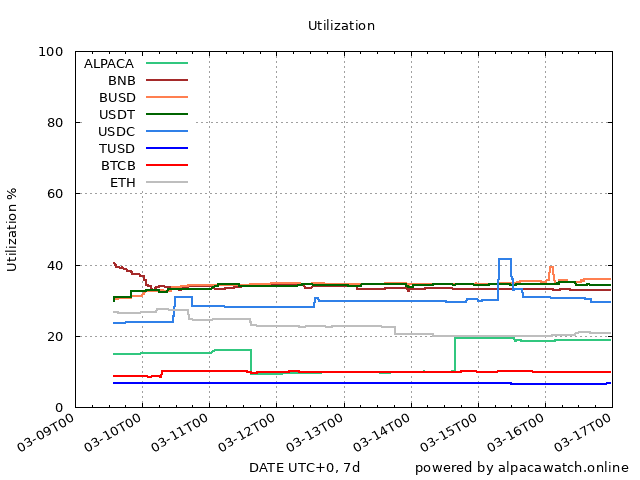 Utilization
100
80
60
40
20
0
Utilization %
ALPACA
BNB
BUSD
USDT
USDC
TUSD
BTCB
ETH
03-09T00
03-10T00
03-11T00
03-12T00
03-13T00
03-14T00
03-15T00
03-16T00
03-17T00
DATE UTC+0, 7d
powered by alpacawatch.online